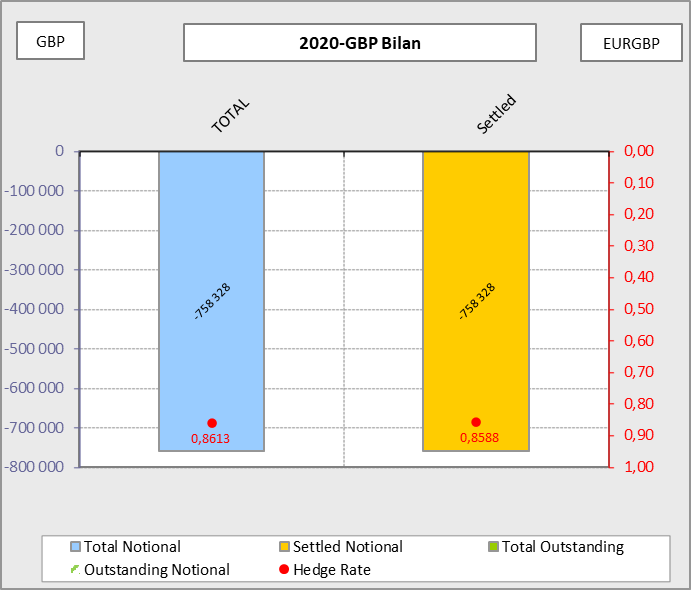 GBP
2020-GBP Bilan
EURGBP
TOTAL
Settled
0
-100 000
-200 000
-300 000
-400 000
-500 000
-600 000
-700 000
-800 000
0,00
0,10
0,20
0,30
0,40
0,50
0,60
0,70
0,80
0,90
1,00
-758 328
-758 328
0,8613
0,8588
Total Notional
Settled Notional
Total Outstanding
Outstanding Notional
Hedge Rate